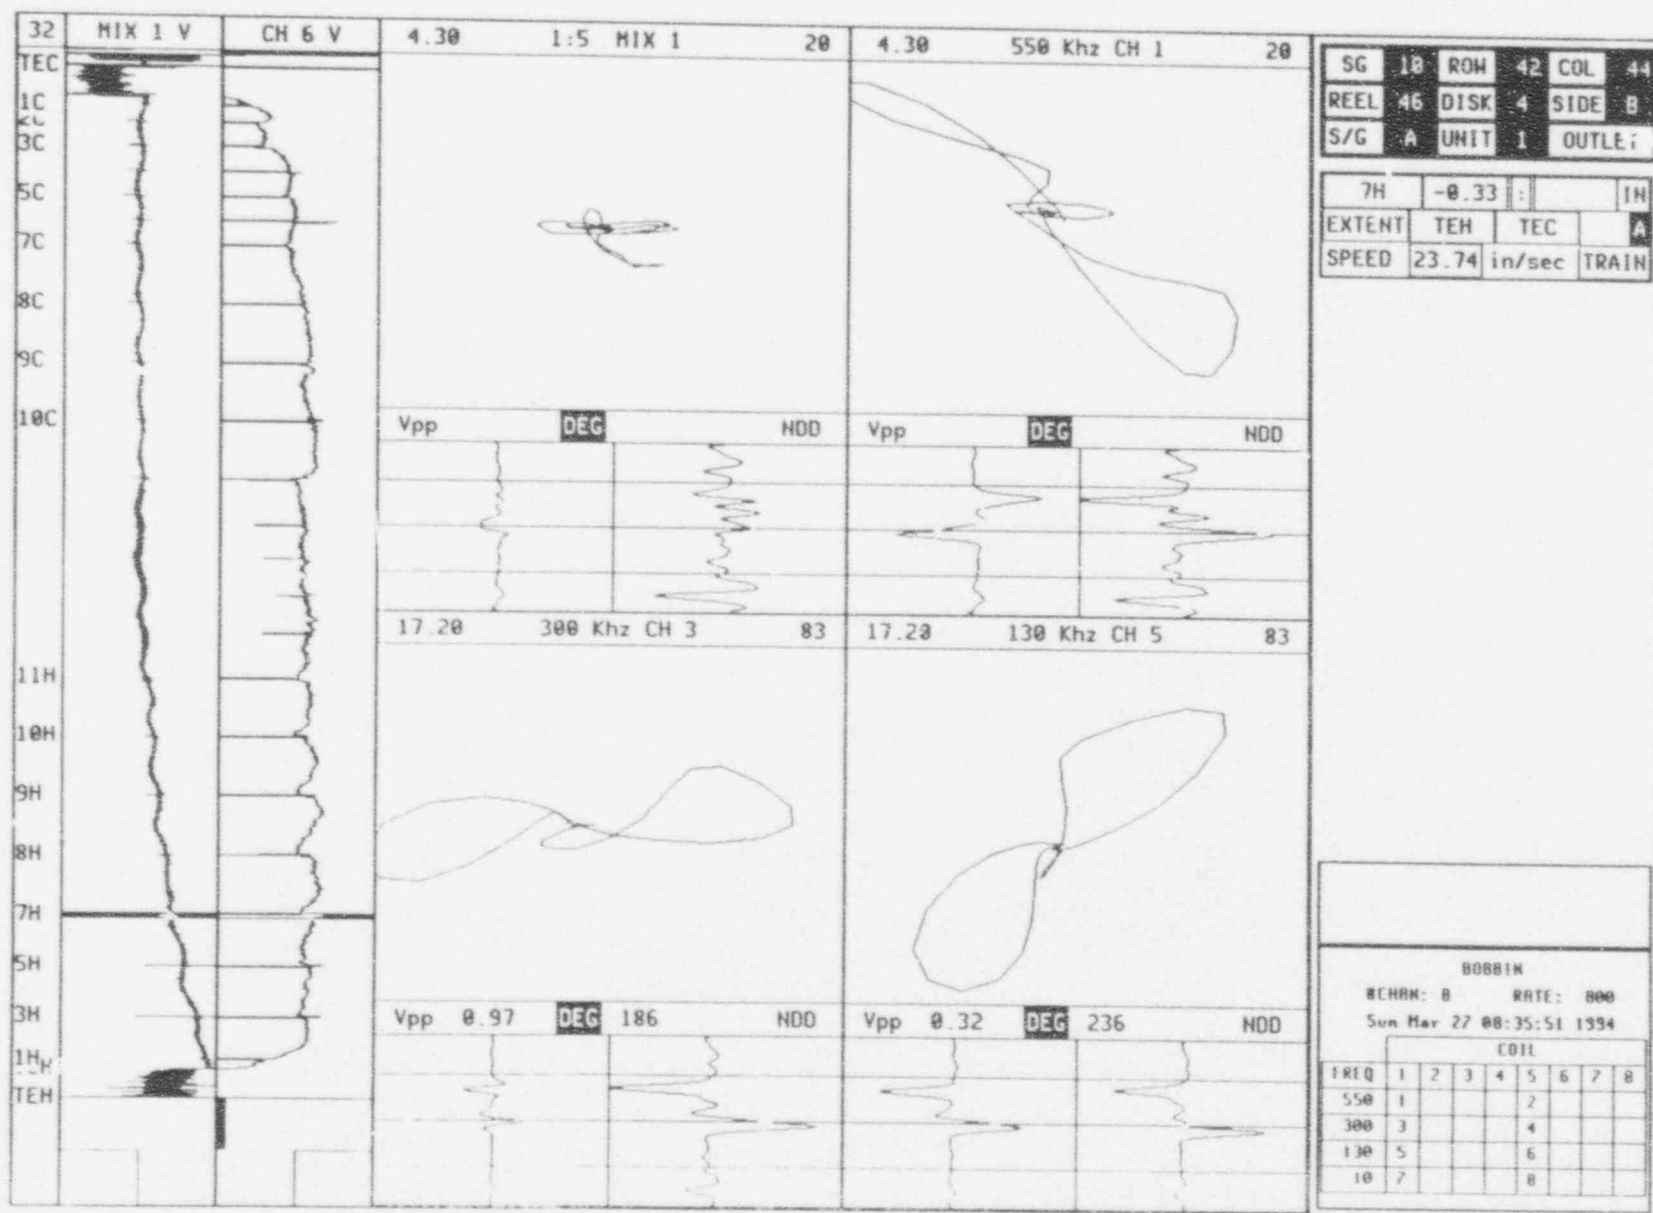 32 MIX 1 V CH 6 V 4.30 1:5 MIX 1 20 4.30 550 Khz CH 1 20
TEC
1C
2C
3C
5C
7C
8C
9C
10C
11H
10H
9H
8H
7H
5H
3H
1H
TEH
Vpp DEG NDD Vpp DEG NDD
17.20 300 Khz CH 3 83 17.20 130 Khz CH 5 83
Vpp 0.97 DEG 186 NDD Vpp 0.32 DEG 236 NDD
SG 10 ROW 42 COL 44
REEL 46 DISK 4 SIDE B
S/G A UNIT 1 OUTLET
7H -0.33 : IN
EXTENT TEH TEC A
SPEED 23.74 in/sec TRAIN
BOBBIN
#CHAN: 8 RATE: 800
Sun Mar 27 08:35:51 1994
COIL
FREQ 1 2 3 4 5 6 7 8
550 1 2
300 3 4
130 5 6
10 7 8